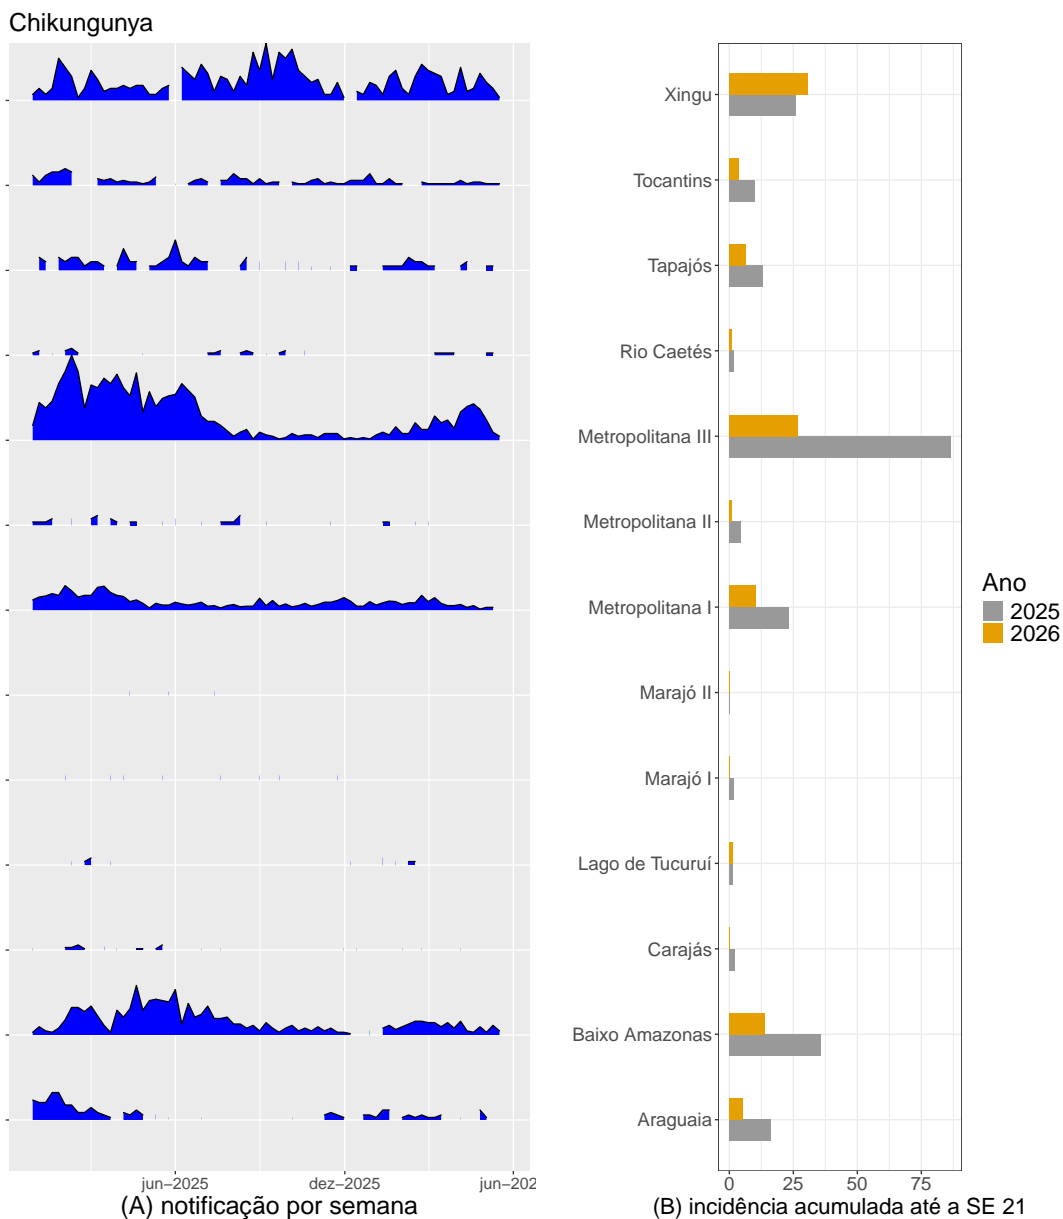 Chikungunya
Xingu
Tocantins
Tapajós
Rio Caetés
Metropolitana III
Metropolitana II
Metropolitana I
Marajó II
Marajó I
Lago de Tucuruí
Carajás
Baixo Amazonas
Araguaia
Ano
2025
2026
jun–2025 dez–2025 jun–202
0 25 50 75
(A) notificação por semana
(B) incidência acumulada até a SE 21